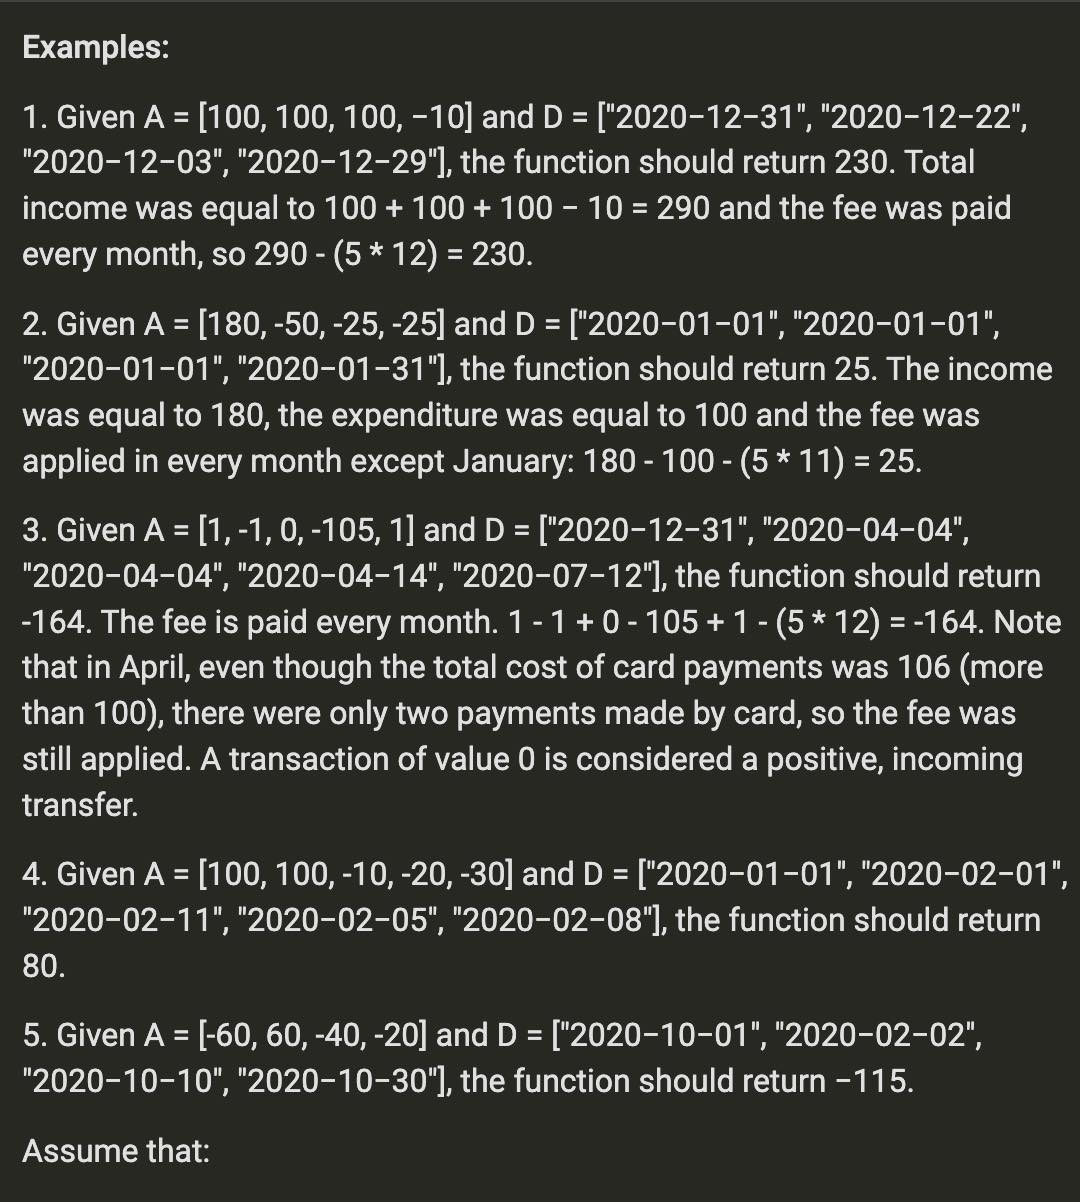 Examples:
1. Given A = [100, 100, 100, −10] and D = ["2020−12−31", "2020−12−22",
"2020−12−03", "2020−12−29"], the function should return 230. Total
income was equal to 100 + 100 + 100 − 10 = 290 and the fee was paid
every month, so 290 - (5 * 12) = 230.
2. Given A = [180, -50, -25, -25] and D = ["2020−01−01", "2020−01−01",
"2020−01−01", "2020−01−31"], the function should return 25. The income
was equal to 180, the expenditure was equal to 100 and the fee was
applied in every month except January: 180 - 100 - (5 * 11) = 25.
3. Given A = [1, -1, 0, -105, 1] and D = ["2020−12−31", "2020−04−04",
"2020−04−04", "2020−04−14", "2020−07−12"], the function should return
-164. The fee is paid every month. 1 - 1 + 0 - 105 + 1 - (5 * 12) = -164. Note
that in April, even though the total cost of card payments was 106 (more
than 100), there were only two payments made by card, so the fee was
still applied. A transaction of value 0 is considered a positive, incoming
transfer.
4. Given A = [100, 100, -10, -20, -30] and D = ["2020−01−01", "2020−02−01",
"2020−02−11", "2020−02−05", "2020−02−08"], the function should return
80.
5. Given A = [-60, 60, -40, -20] and D = ["2020−10−01", "2020−02−02",
"2020−10−10", "2020−10−30"], the function should return −115.
Assume that: